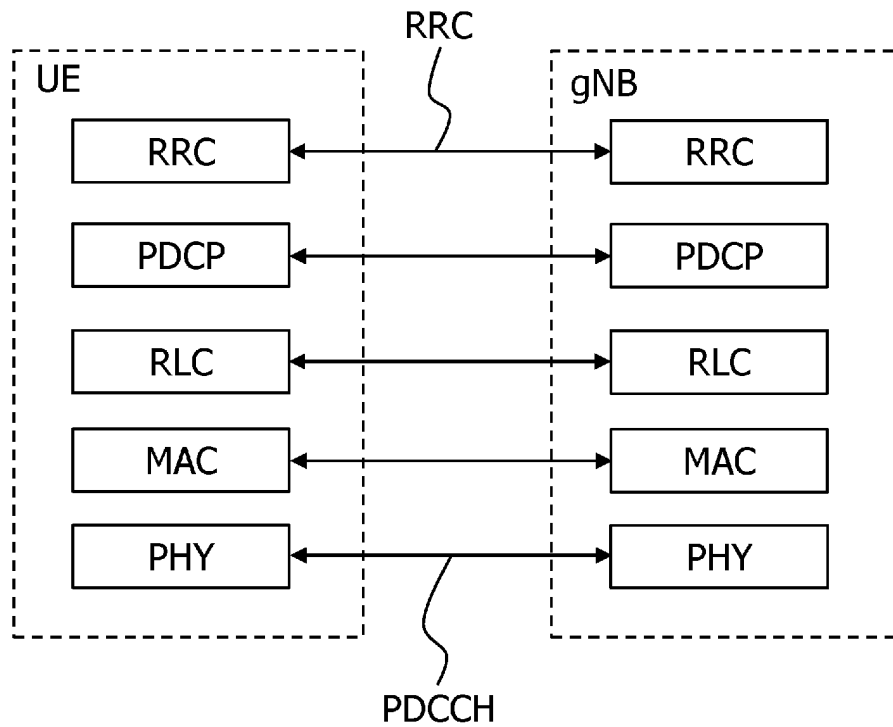 RRC
UE
gNB
RRC
RRC
PDCP
PDCP
RLC
RLC
MAC
MAC
PHY
PHY
PDCCH